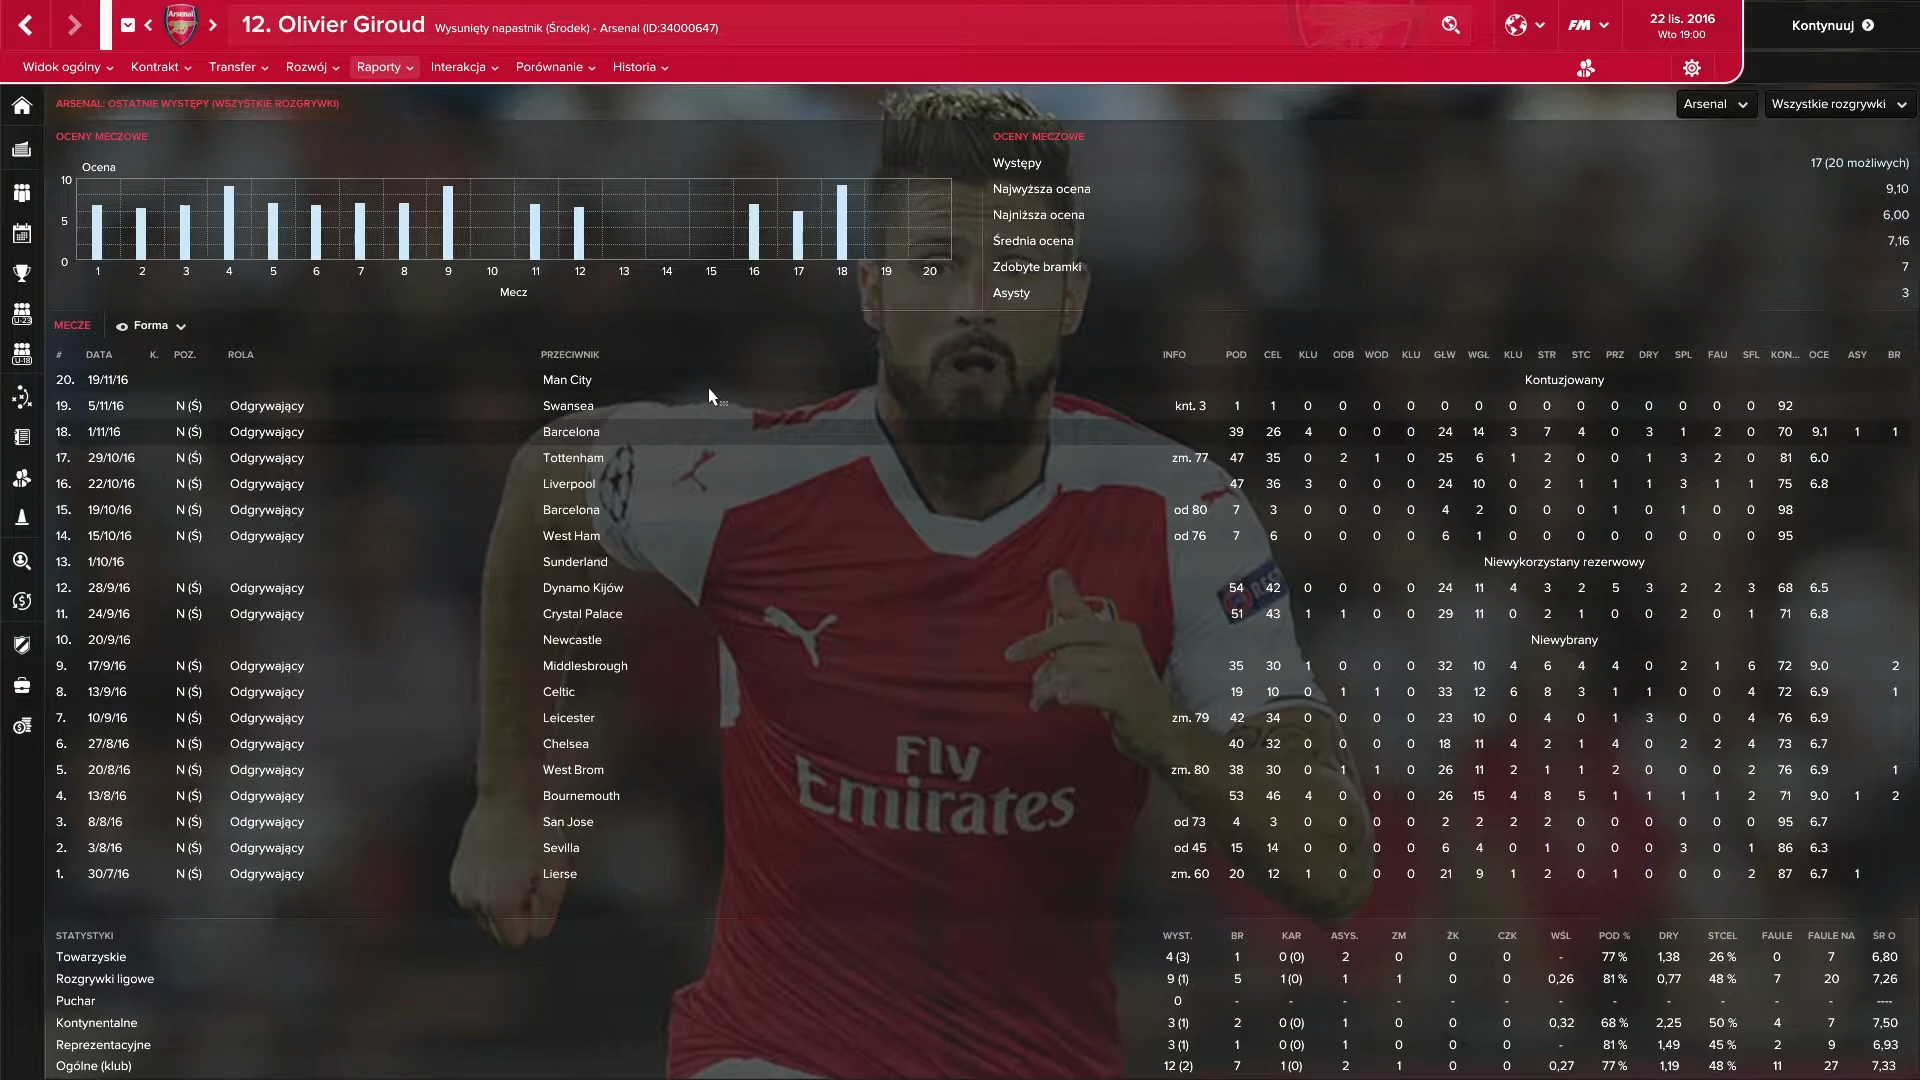 12. Olivier Giroud Wysunięty napastnik (Środek) - Arsenal (ID:34000647)
FM
22 lis. 2016
Wto 19:00
Kontynuuj
Widok ogólny Kontrakt Transfer Rozwój Raporty Interakcja Porównanie Historia
ARSENAL: OSTATNIE WYSTĘPY (WSZYSTKIE ROZGRYWKI)
Arsenal Wszystkie rozgrywki
OCENY MECZOWE
Ocena
10
5
0
1 2 3 4 5 6 7 8 9 10 11 12 13 14 15 16 17 18 19 20
Mecz
OCENY MECZOWE
Występy 17 (20 możliwych)
Najwyższa ocena 9,10
Najniższa ocena 6,00
Średnia ocena 7,16
Zdobyte bramki 7
Asysty 3
MECZE Forma
# DATA K. POZ. ROLA PRZECIWNIK INFO POD CEL KLU ODB WOD KLU GŁW WGŁ KLU STR STC PRZ DRY SPL FAU SFL KON... OCE ASY BR
20. 19/11/16 Man City Kontuzjowany
19. 5/11/16 N (Ś) Odgrywający Swansea knt. 3 1 1 0 0 0 0 0 0 0 0 0 0 0 0 0 0 92
18. 1/11/16 N (Ś) Odgrywający Barcelona 39 26 4 0 0 0 24 14 3 7 4 0 3 1 2 0 70 9.1 1 1
17. 29/10/16 N (Ś) Odgrywający Tottenham zm. 77 47 35 0 2 1 0 25 6 1 2 0 0 1 3 2 0 81 6.0
16. 22/10/16 N (Ś) Odgrywający Liverpool 47 36 3 0 0 0 24 10 0 2 1 1 1 3 1 1 75 6.8
15. 19/10/16 N (Ś) Odgrywający Barcelona od 80 7 3 0 0 0 0 4 2 0 0 0 1 0 1 0 0 98
14. 15/10/16 N (Ś) Odgrywający West Ham od 76 7 6 0 0 0 0 6 1 0 0 0 0 0 0 0 0 95
13. 1/10/16 Sunderland Niewykorzystany rezerwowy
12. 28/9/16 N (Ś) Odgrywający Dynamo Kijów 54 42 0 0 0 0 24 11 4 3 2 5 3 2 2 3 68 6.5
11. 24/9/16 N (Ś) Odgrywający Crystal Palace 51 43 1 1 0 0 29 11 0 2 1 0 0 2 0 1 71 6.8
10. 20/9/16 Newcastle Niewybrany
9. 17/9/16 N (Ś) Odgrywający Middlesbrough 35 30 1 0 0 0 32 10 4 6 4 4 0 2 1 6 72 9.0 2
8. 13/9/16 N (Ś) Odgrywający Celtic 19 10 0 1 1 0 33 12 6 8 3 1 1 0 0 4 72 6.9 1
7. 10/9/16 N (Ś) Odgrywający Leicester zm. 79 42 34 0 0 0 0 23 10 0 4 0 1 3 0 0 4 76 6.9
6. 27/8/16 N (Ś) Odgrywający Chelsea 40 32 0 0 0 0 18 11 4 2 1 4 0 2 2 4 73 6.7
5. 20/8/16 N (Ś) Odgrywający West Brom zm. 80 38 30 0 1 1 0 26 11 2 1 1 2 0 0 0 2 76 6.9 1
4. 13/8/16 N (Ś) Odgrywający Bournemouth 53 46 4 0 0 0 26 15 4 8 5 1 1 1 1 2 71 9.0 1 2
3. 8/8/16 N (Ś) Odgrywający San Jose od 73 4 3 0 0 0 0 2 2 2 2 0 0 0 0 0 0 95 6.7
2. 3/8/16 N (Ś) Odgrywający Sevilla od 45 15 14 0 0 0 0 6 4 0 1 0 0 0 3 0 1 86 6.3
1. 30/7/16 N (Ś) Odgrywający Lierse zm. 60 20 12 1 0 0 0 21 9 1 2 0 1 0 0 0 2 87 6.7 1
STATYSTYKI WYST. BR KAR ASYS. ZM ŻK CZK WŚL POD % DRY STCEL FAULE FAULE NA ŚR O
Towarzyskie 4 (3) 1 0 (0) 2 0 0 0 - 77 % 1,38 26 % 0 7 6,80
Rozgrywki ligowe 9 (1) 5 1 (0) 1 1 0 0 0,26 81 % 0,77 48 % 7 20 7,26
Puchar 0 - - - - - - - - - - - - ----
Kontynentalne 3 (1) 2 0 (0) 1 0 0 0 0,32 68 % 2,25 50 % 4 7 7,50
Reprezentacyjne 3 (1) 1 0 (0) 1 0 0 0 - 81 % 1,49 45 % 2 9 6,93
Ogólne (klub) 12 (2) 7 1 (0) 2 1 0 0 0,27 77 % 1,19 48 % 11 27 7,33
U-23
U-18
Arsenal
Fly
Emirates